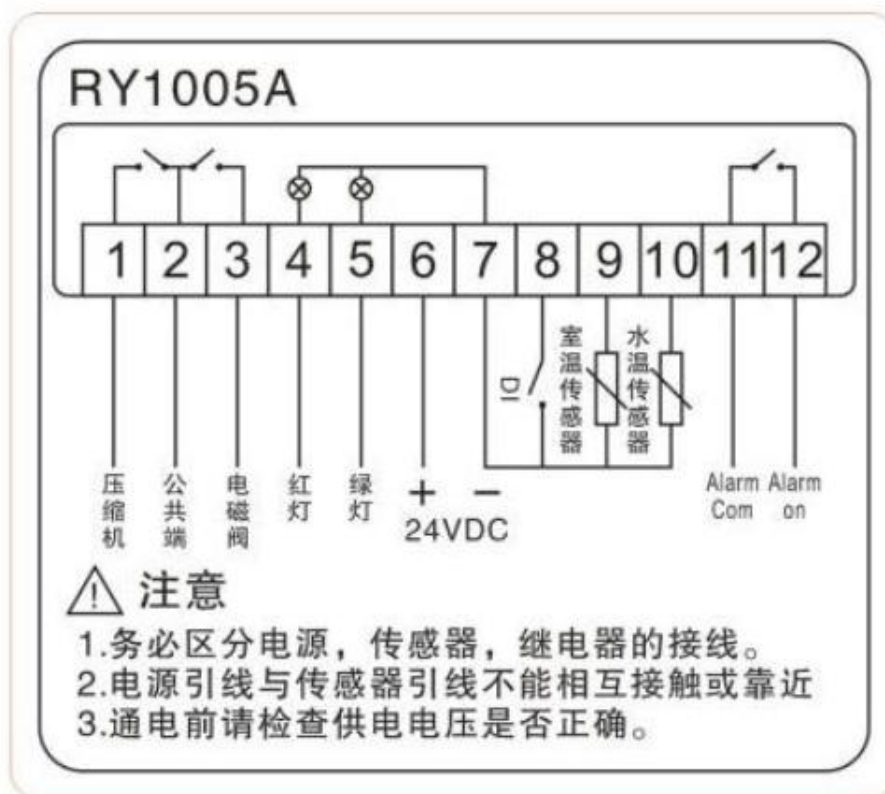 RY1005A
1 2 3 4 5 6 7 8 9 10 11 12
DI
室温传感器
水温传感器
压缩机
公共端
电磁阀
红灯
绿灯
+ −
24VDC
Alarm Com
Alarm on
注意
1.务必区分电源，传感器，继电器的接线。
2.电源引线与传感器引线不能相互接触或靠近
3.通电前请检查供电电压是否正确。